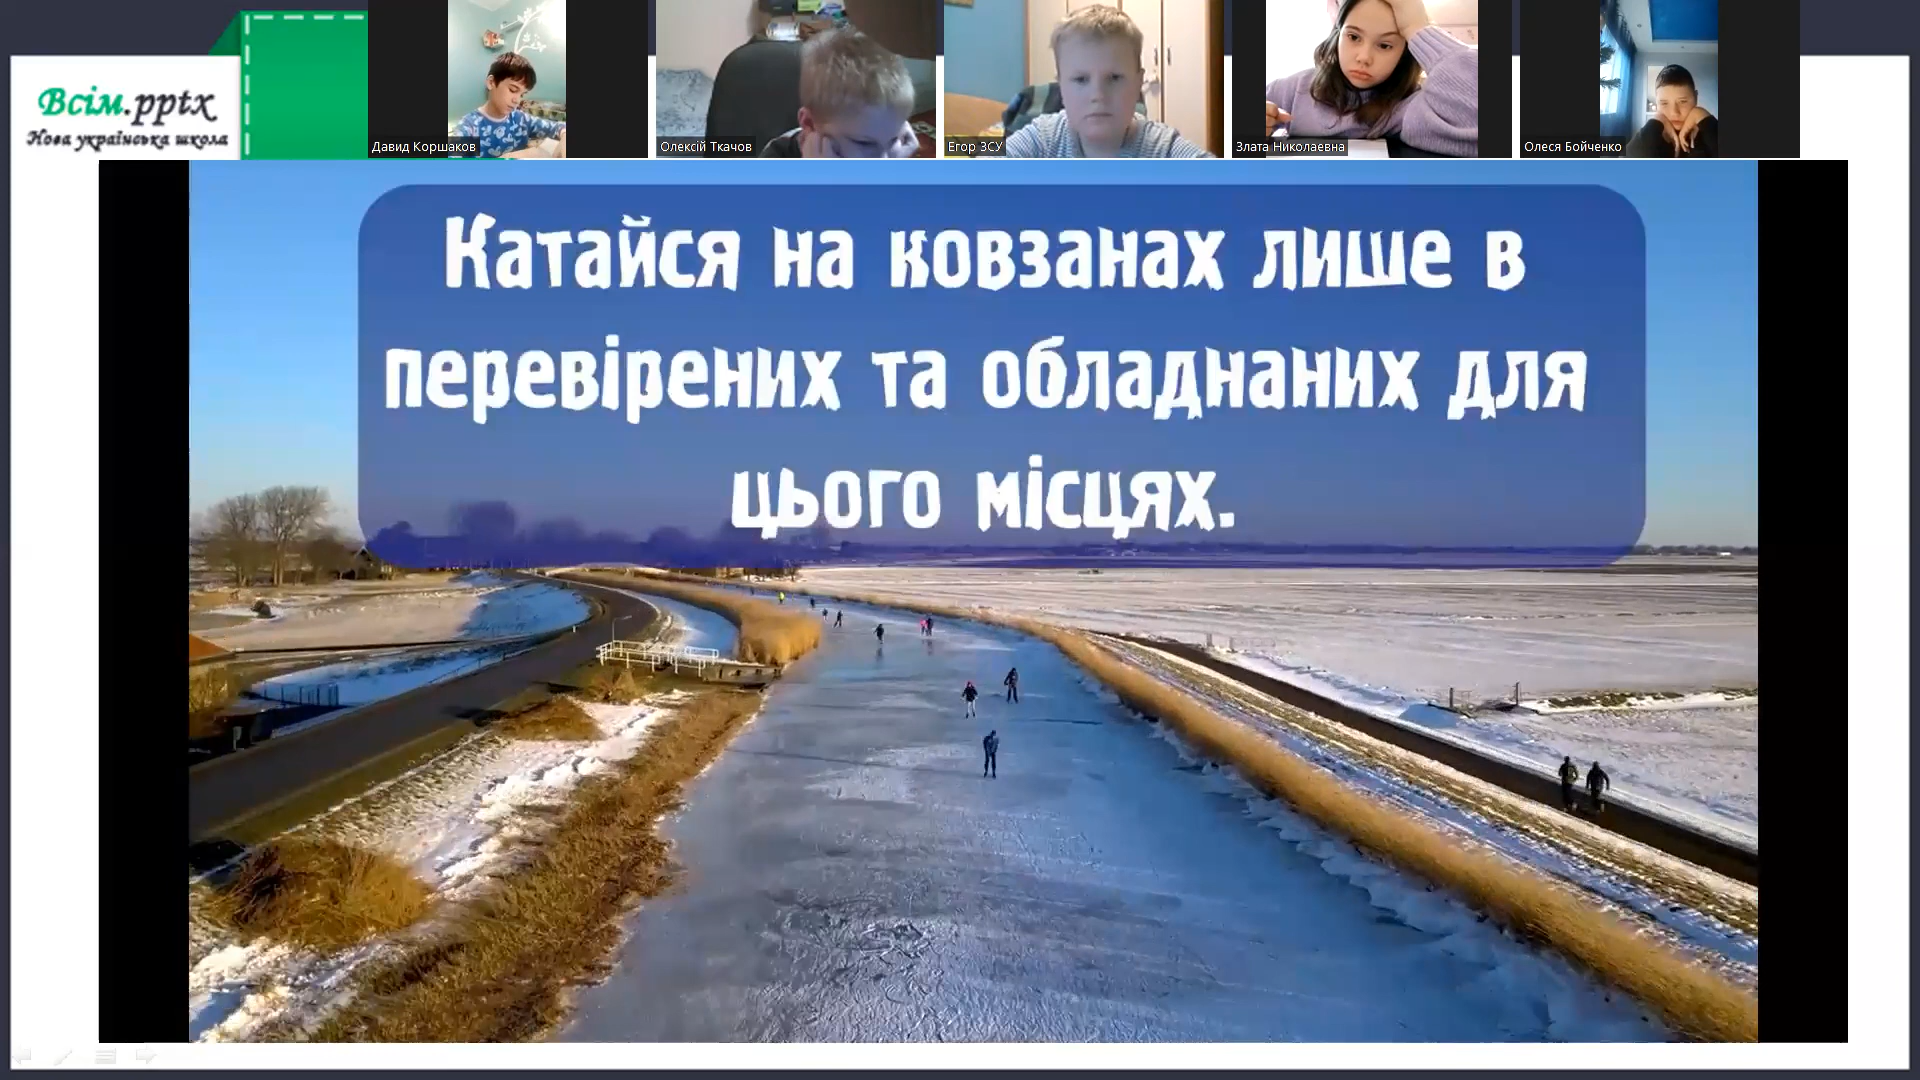 Всім.pptx
Нова українська школа
Давид Коршаков
Олексій Ткачов
Егор ЗСУ
Злата Николаевна
Олеся Бойченко
Катайся на ковзанах лише в
перевірених та обладнаних для
цього місцях.